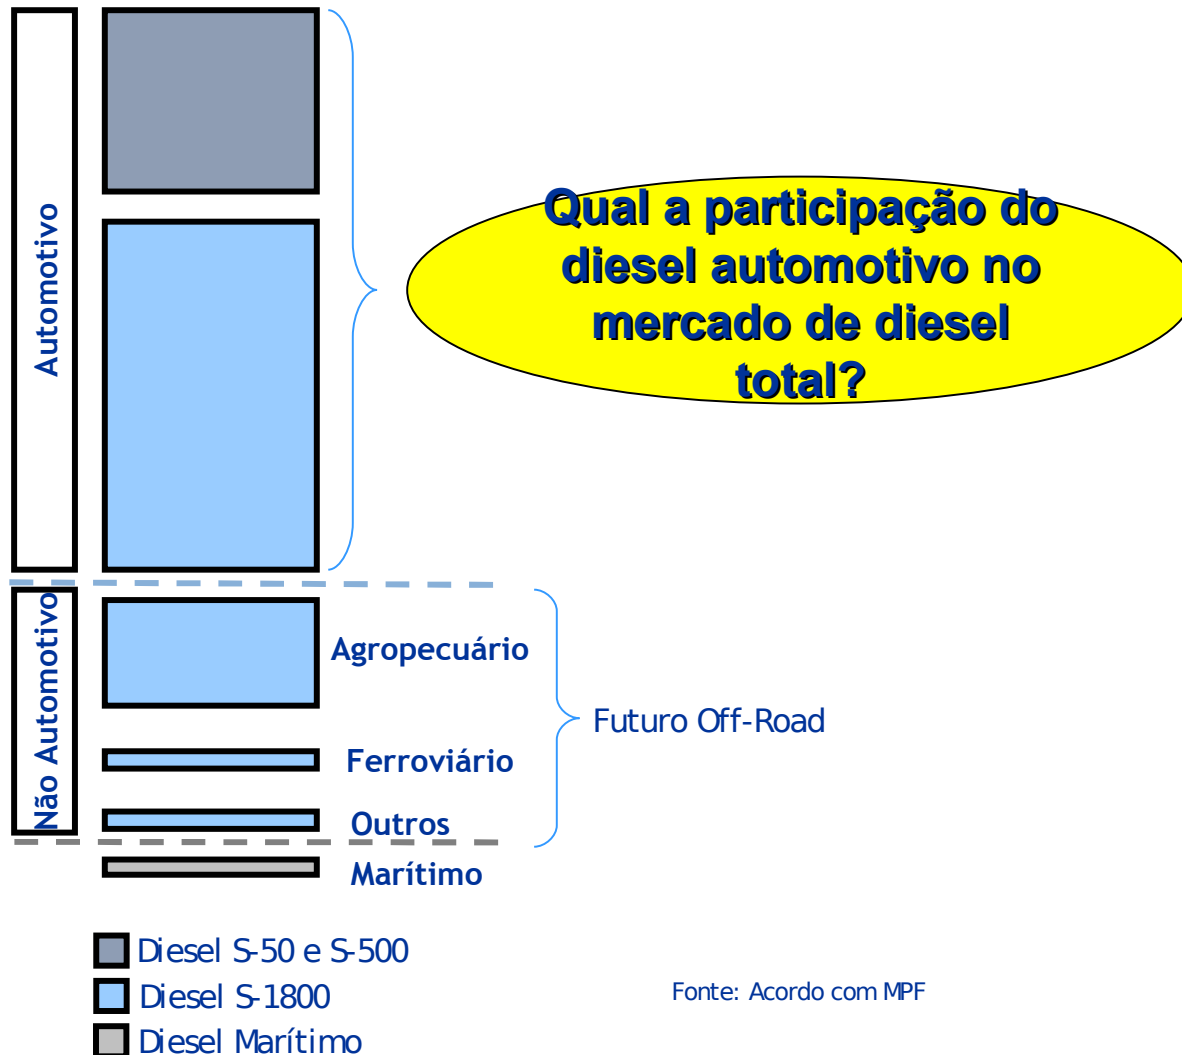 Automotivo
Qual a participação do
diesel automotivo no
mercado de diesel
total?
Não Automotivo
Agropecuário
Ferroviário
Outros
Futuro Off-Road
Marítimo
Diesel S-50 e S-500
Diesel S-1800
Diesel Marítimo
Fonte: Acordo com MPF